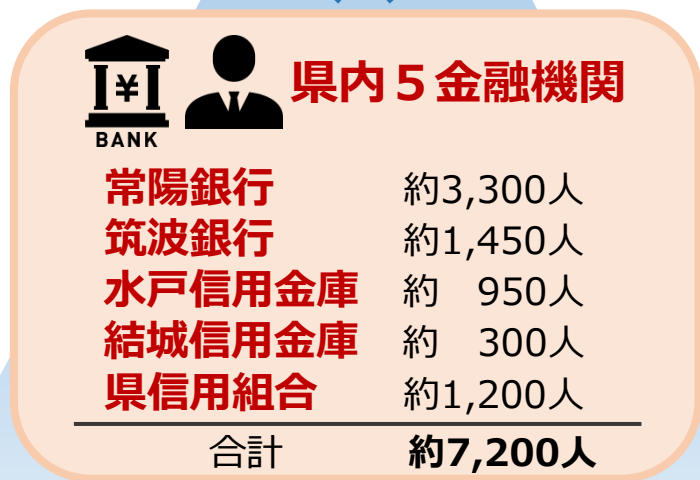 ¥
BANK
県内５金融機関
常陽銀行 約3,300人
筑波銀行 約1,450人
水戸信用金庫 約　950人
結城信用金庫 約　300人
県信用組合 約1,200人
合計 約7,200人